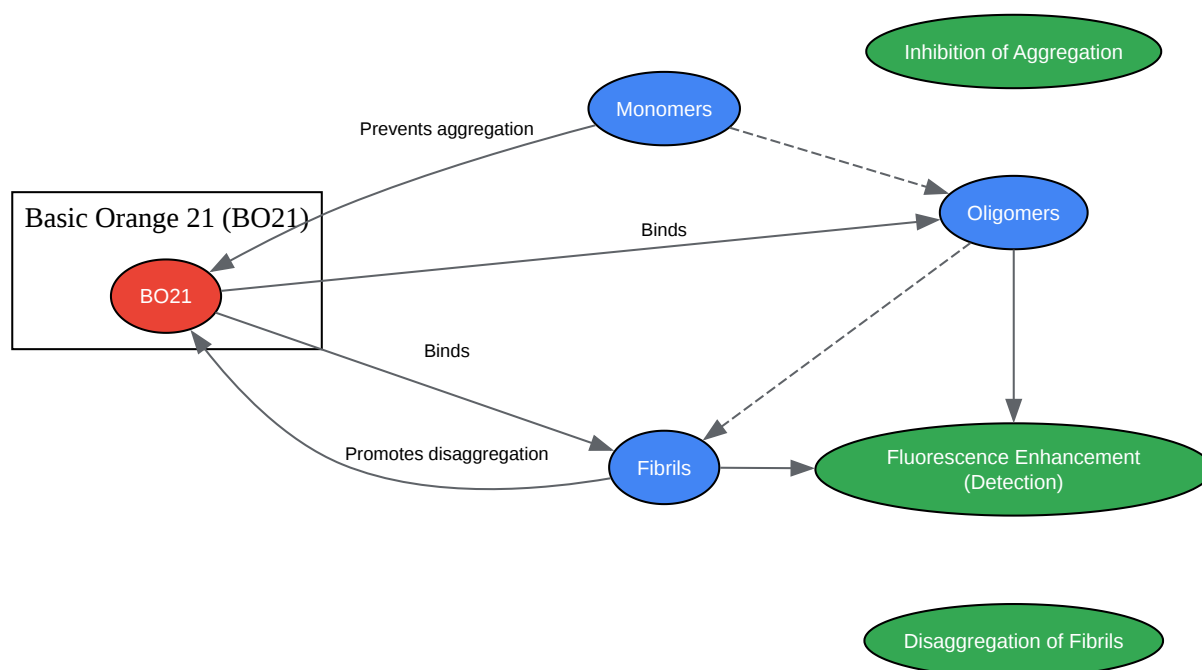 Inhibition of Aggregation
Monomers
Prevents aggregation
Basic Orange 21 (BO21)
Oligomers
Binds
BO21
Binds
Promotes disaggregation
Fibrils
Fluorescence Enhancement
(Detection)
Disaggregation of Fibrils